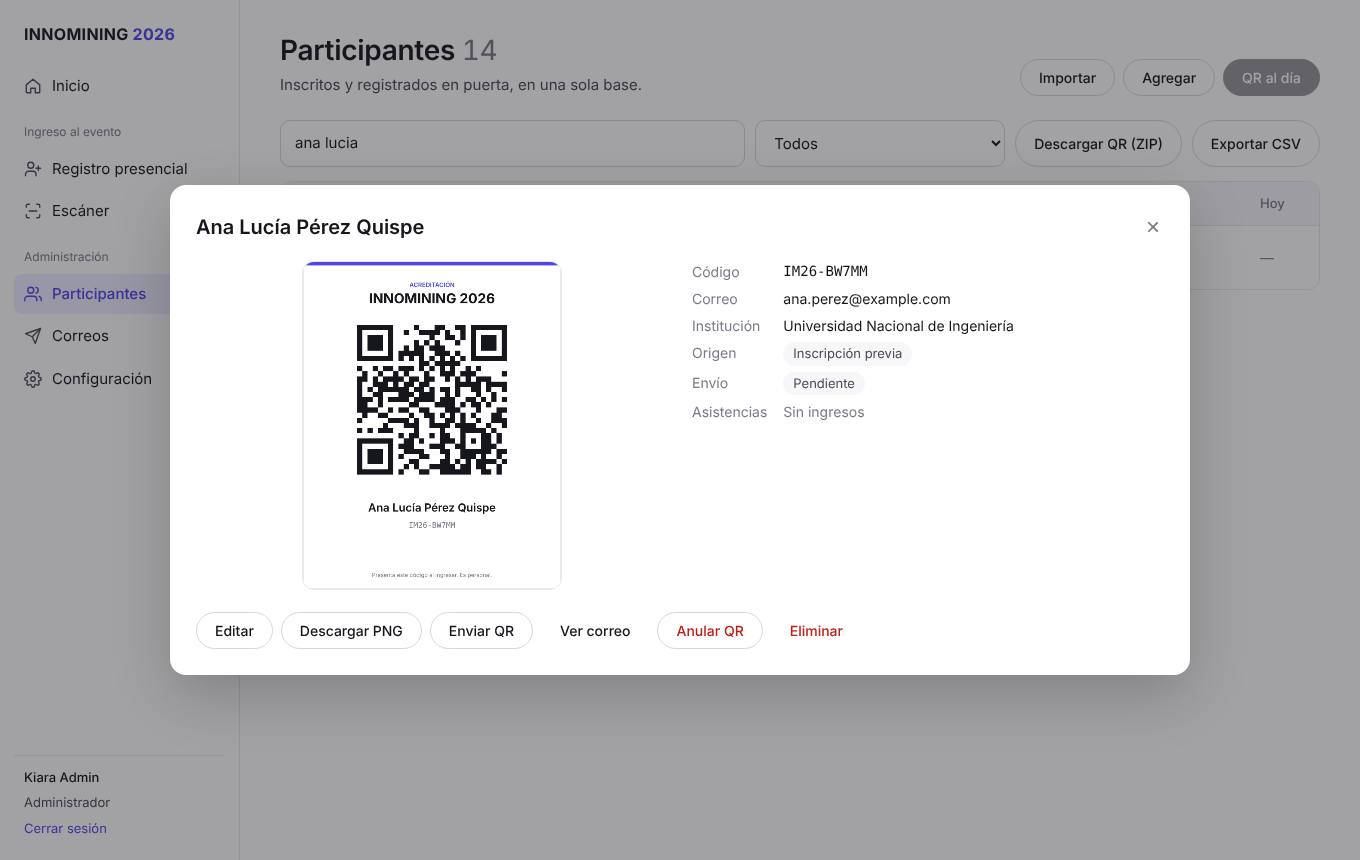 INNOMINING 2026
Inicio
Ingreso al evento
Registro presencial
Escáner
Administración
Participantes
Correos
Configuración
Kiara Admin
Administrador
Cerrar sesión
Participantes 14
Inscritos y registrados en puerta, en una sola base.
Importar
Agregar
QR al día
ana lucia
Todos
Descargar QR (ZIP)
Exportar CSV
Hoy
—
Ana Lucía Pérez Quispe
ACREDITACIÓN
INNOMINING 2026
Ana Lucía Pérez Quispe
IM26-BW7MM
Presenta este código al ingresar. Es personal.
Código IM26-BW7MM
Correo ana.perez@example.com
Institución Universidad Nacional de Ingeniería
Origen Inscripción previa
Envío Pendiente
Asistencias Sin ingresos
Editar
Descargar PNG
Enviar QR
Ver correo
Anular QR
Eliminar